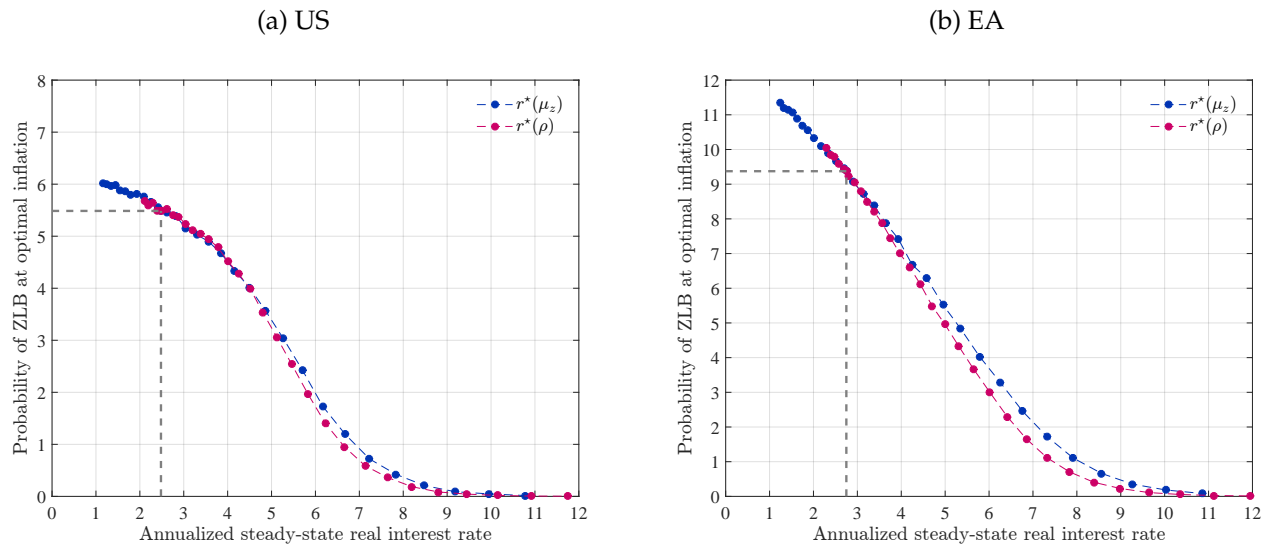 (a) US
Probability of ZLB at optimal inflation
8
7
6
5
4
3
2
1
0
r⋆(μz)
r⋆(ρ)
0 1 2 3 4 5 6 7 8 9 10 11 12
Annualized steady-state real interest rate
(b) EA
Probability of ZLB at optimal inflation
12
11
10
9
8
7
6
5
4
3
2
1
0
r⋆(μz)
r⋆(ρ)
0 1 2 3 4 5 6 7 8 9 10 11 12
Annualized steady-state real interest rate